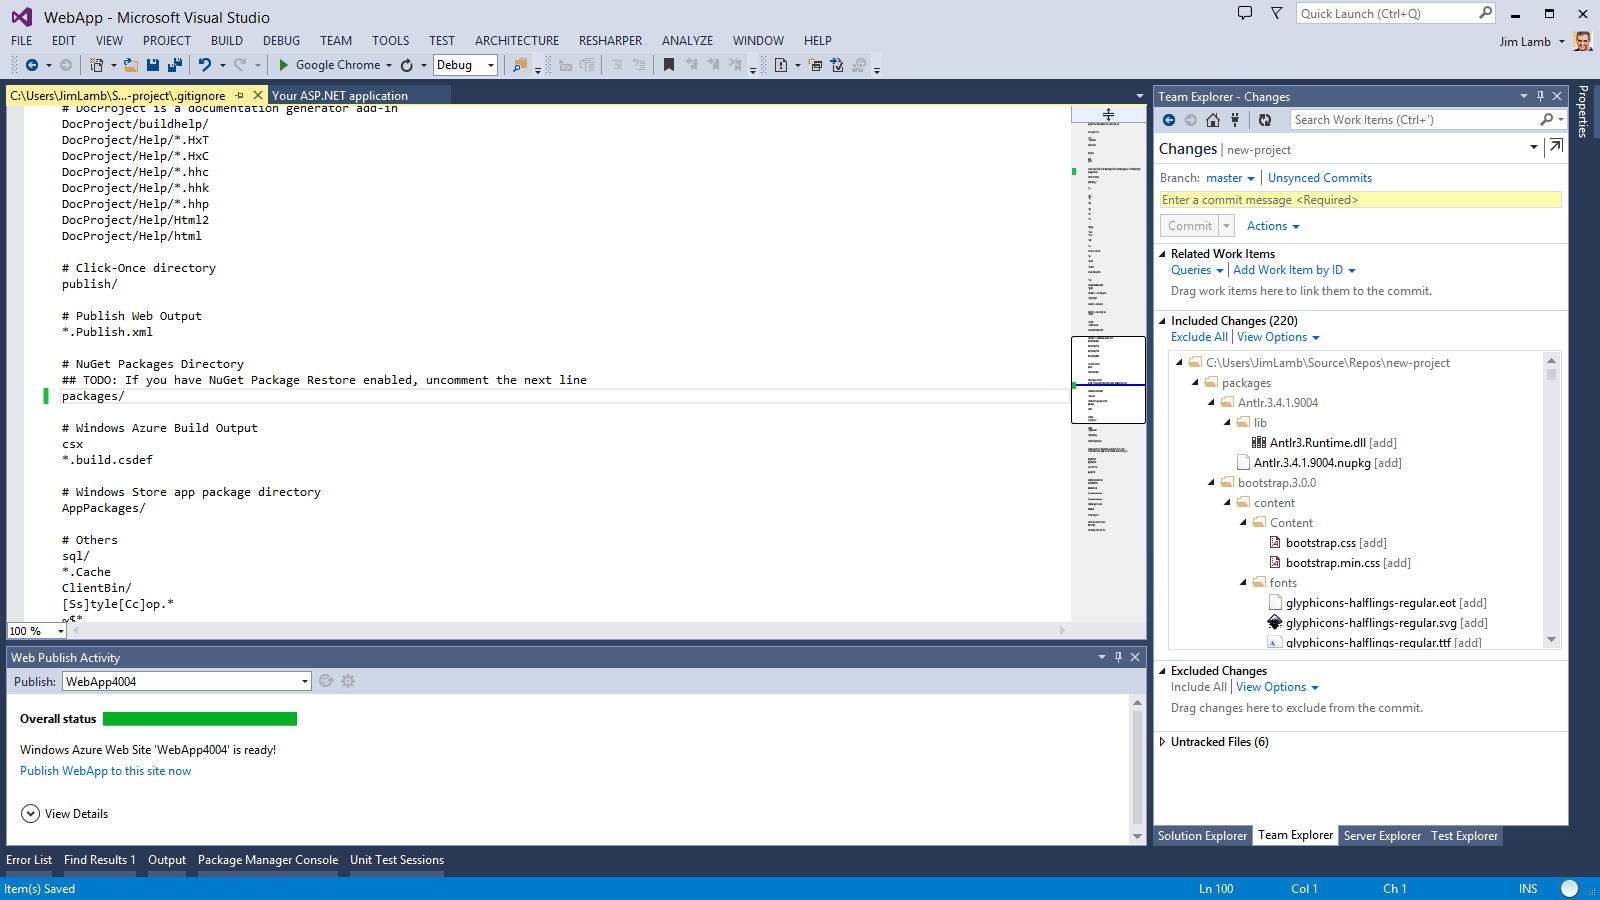 WebApp - Microsoft Visual Studio
Quick Launch (Ctrl+Q)
FILE EDIT VIEW PROJECT BUILD DEBUG TEAM TOOLS TEST ARCHITECTURE RESHARPER ANALYZE WINDOW HELP
Jim Lamb
Google Chrome
Debug
C:\Users\JimLamb\S...-project\.gitignore
Your ASP.NET application
# DocProject is a documentation generator add-in
DocProject/buildhelp/
DocProject/Help/*.HxT
DocProject/Help/*.HxC
DocProject/Help/*.hhc
DocProject/Help/*.hhk
DocProject/Help/*.hhp
DocProject/Help/Html2
DocProject/Help/html
# Click-Once directory
publish/
# Publish Web Output
*.Publish.xml
# NuGet Packages Directory
## TODO: If you have NuGet Package Restore enabled, uncomment the next line
packages/
# Windows Azure Build Output
csx
*.build.csdef
# Windows Store app package directory
AppPackages/
# Others
sql/
*.Cache
ClientBin/
[Ss]tyle[Cc]op.*
~$*
100 %
Web Publish Activity
Publish: WebApp4004
Overall status
Windows Azure Web Site 'WebApp4004' is ready!
Publish WebApp to this site now
View Details
Team Explorer - Changes
Search Work Items (Ctrl+')
Changes | new-project
Branch: master | Unsynced Commits
Enter a commit message <Required>
Commit Actions
Related Work Items
Queries | Add Work Item by ID
Drag work items here to link them to the commit.
Included Changes (220)
Exclude All | View Options
C:\Users\JimLamb\Source\Repos\new-project
packages
Antlr.3.4.1.9004
lib
Antlr3.Runtime.dll [add]
Antlr.3.4.1.9004.nupkg [add]
bootstrap.3.0.0
content
Content
bootstrap.css [add]
bootstrap.min.css [add]
fonts
glyphicons-halflings-regular.eot [add]
glyphicons-halflings-regular.svg [add]
glyphicons-halflings-regular.ttf [add]
Excluded Changes
Include All | View Options
Drag changes here to exclude from the commit.
Untracked Files (6)
Solution Explorer Team Explorer Server Explorer Test Explorer
Properties
Error List Find Results 1 Output Package Manager Console Unit Test Sessions
Item(s) Saved
Ln 100 Col 1 Ch 1 INS